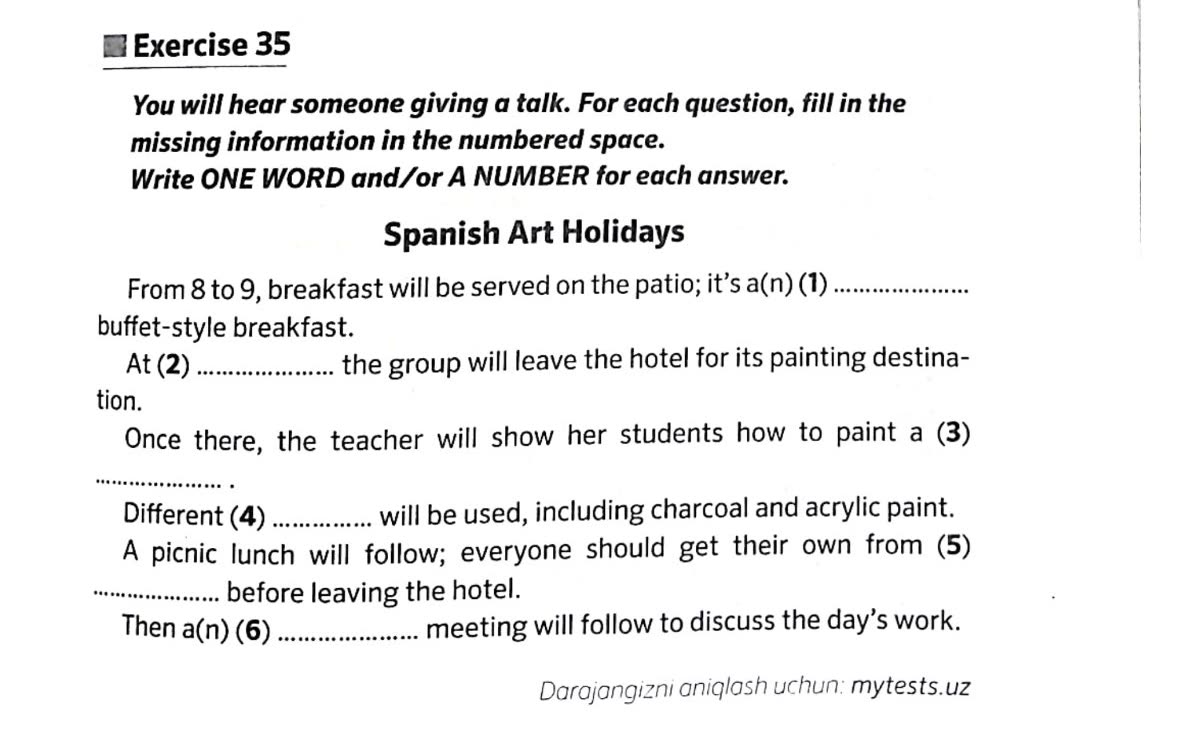 Exercise 35
You will hear someone giving a talk. For each question, fill in the
missing information in the numbered space.
Write ONE WORD and/or A NUMBER for each answer.
Spanish Art Holidays
From 8 to 9, breakfast will be served on the patio; it's a(n) (1) ......................
buffet-style breakfast.
At (2) ...................... the group will leave the hotel for its painting destina-
tion.
Once there, the teacher will show her students how to paint a (3)
...................... .
Different (4) ................ will be used, including charcoal and acrylic paint.
A picnic lunch will follow; everyone should get their own from (5)
...................... before leaving the hotel.
Then a(n) (6) ...................... meeting will follow to discuss the day's work.
Darajangizni aniqlash uchun: mytests.uz